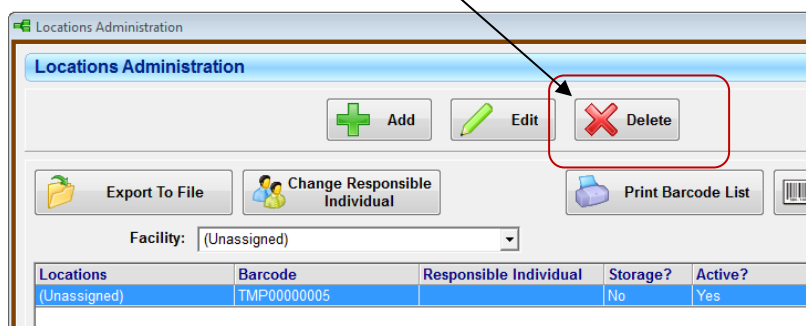 Locations Administration
Locations Administration
Add Edit Delete
Export To File Change Responsible Individual Print Barcode List
Facility: (Unassigned)
Locations Barcode Responsible Individual Storage? Active?
(Unassigned) TMP00000005 No Yes